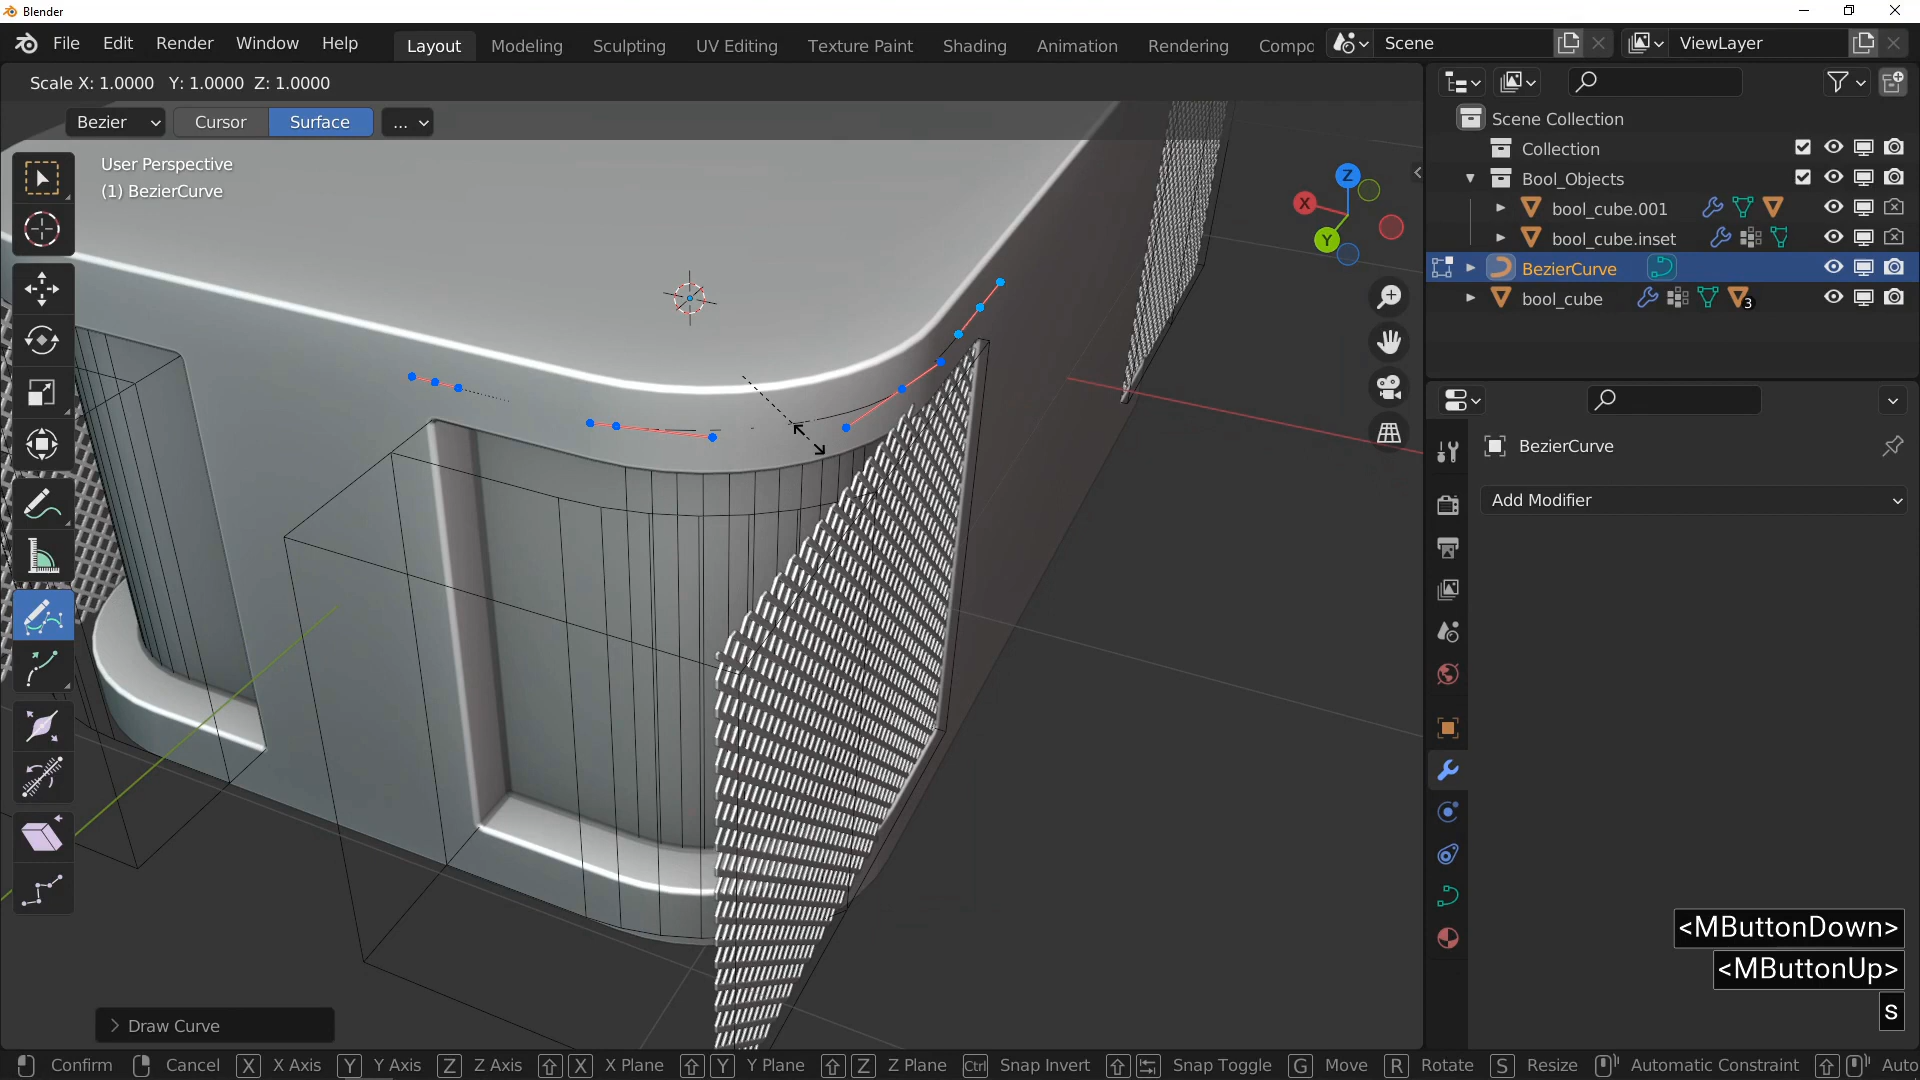 Blender
File Edit Render Window Help Layout Modeling Sculpting UV Editing Texture Paint Shading Animation Rendering Compo Scene ViewLayer
Scale X: 1.0000 Y: 1.0000 Z: 1.0000
Bezier Cursor Surface ...
User Perspective
(1) BezierCurve
Z
X
Y
Scene Collection
Collection
Bool_Objects
bool_cube.001
bool_cube.inset
BezierCurve
bool_cube 3
BezierCurve
Add Modifier
<MButtonDown>
<MButtonUp>
s
Draw Curve
Confirm Cancel X X Axis Y Y Axis Z Z Axis X X Plane Y Y Plane Z Z Plane Ctrl Snap Invert Snap Toggle G Move R Rotate S Resize Automatic Constraint Auto